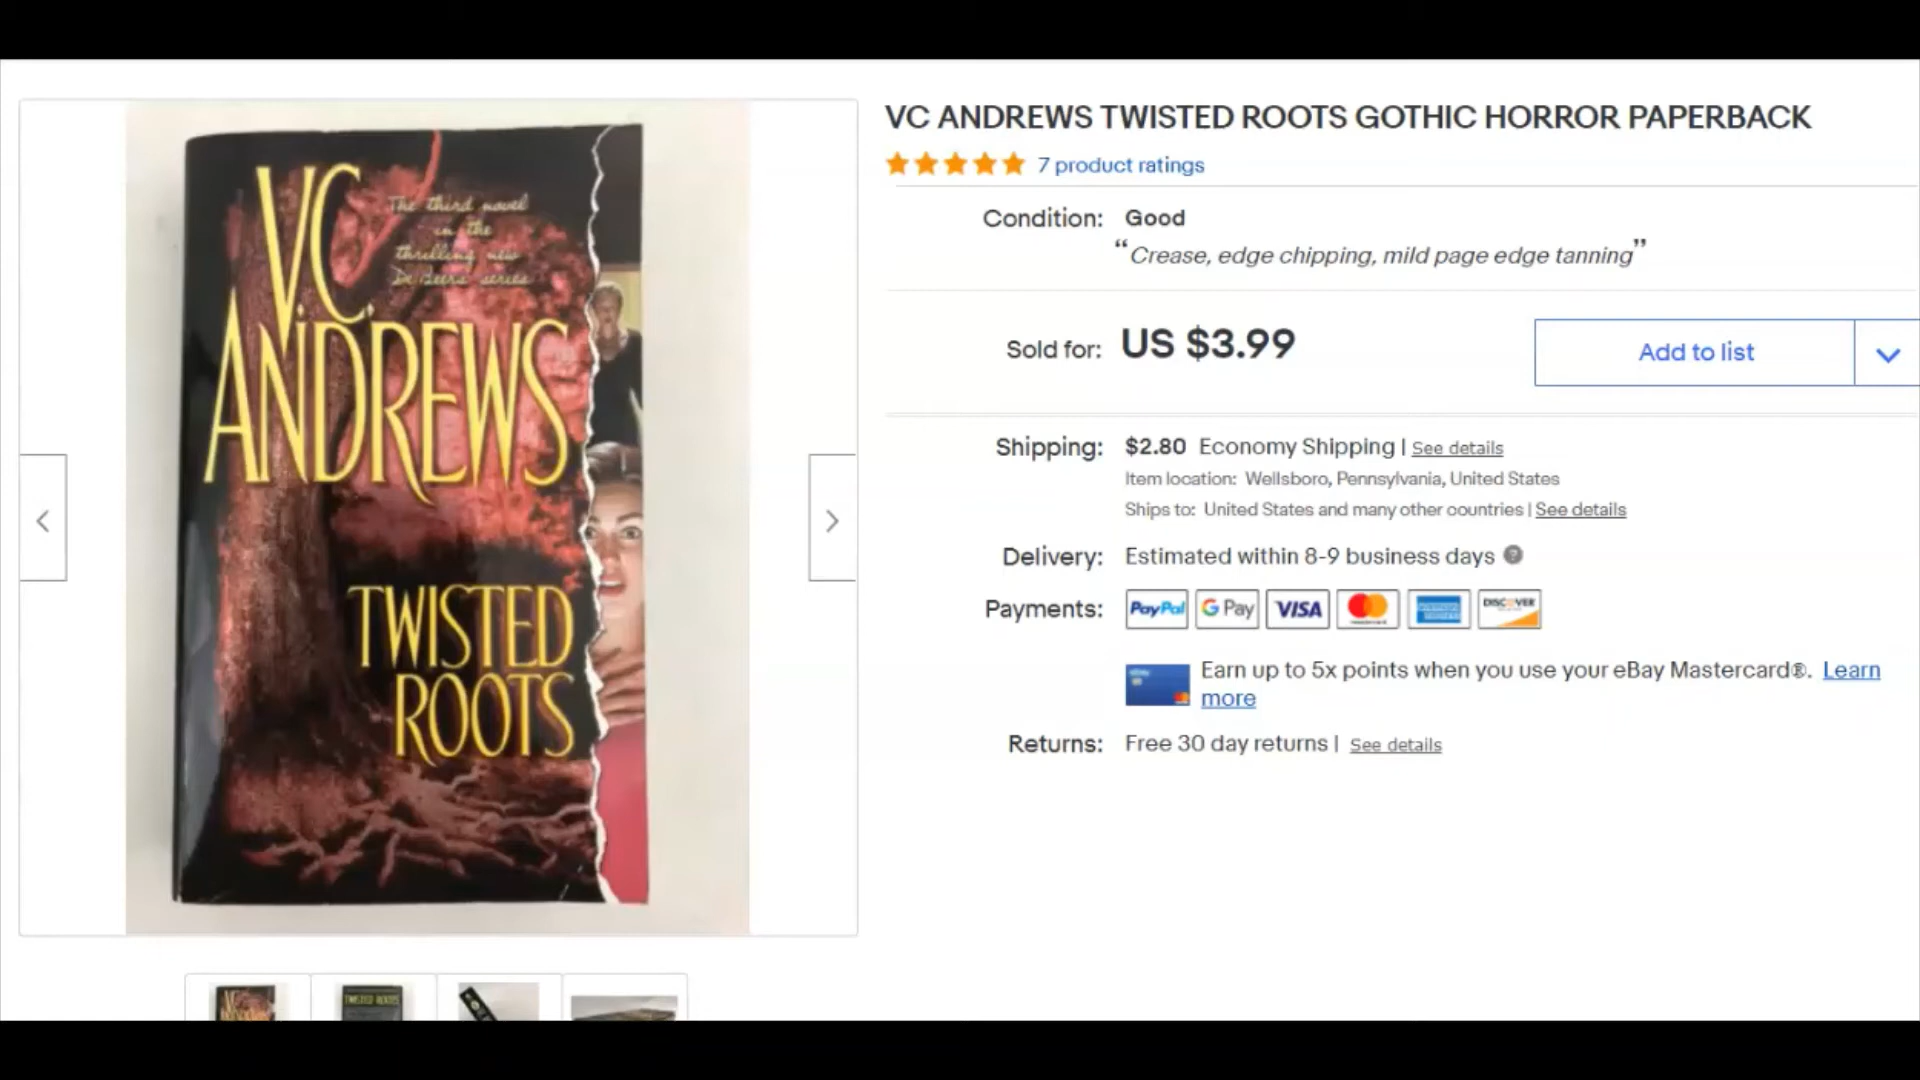 VC ANDREWS TWISTED ROOTS GOTHIC HORROR PAPERBACK
7 product ratings
Condition: Good
“Crease, edge chipping, mild page edge tanning”
Sold for: US $3.99
Add to list
Shipping: $2.80 Economy Shipping | See details
Item location: Wellsboro, Pennsylvania, United States
Ships to: United States and many other countries | See details
Delivery: Estimated within 8-9 business days
Payments: PayPal G Pay VISA DISCOVER
Earn up to 5x points when you use your eBay Mastercard®. Learn
more
Returns: Free 30 day returns | See details
VC
The third novel
in the
thrilling new
De Beers series
ANDREWS
TWISTED
ROOTS
VC
TWISTED ROOTS